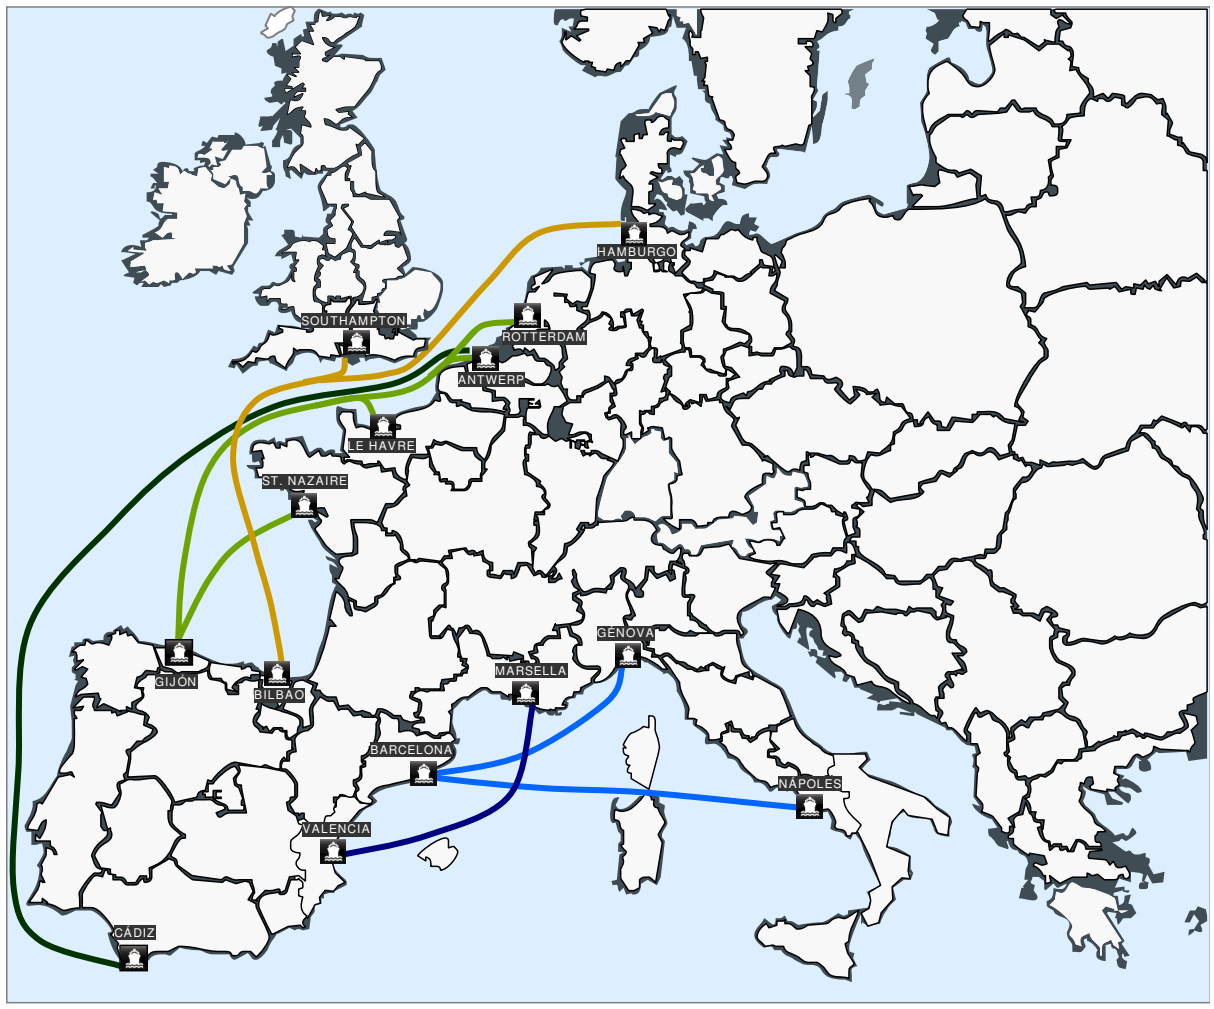 HAMBURGO
SOUTHAMPTON
ROTTERDAM
ANTWERP
LE HAVRE
ST. NAZAIRE
GÉNOVA
MARSELLA
GIJÓN
BILBAO
BARCELONA
NÁPOLES
VALENCIA
CÁDIZ